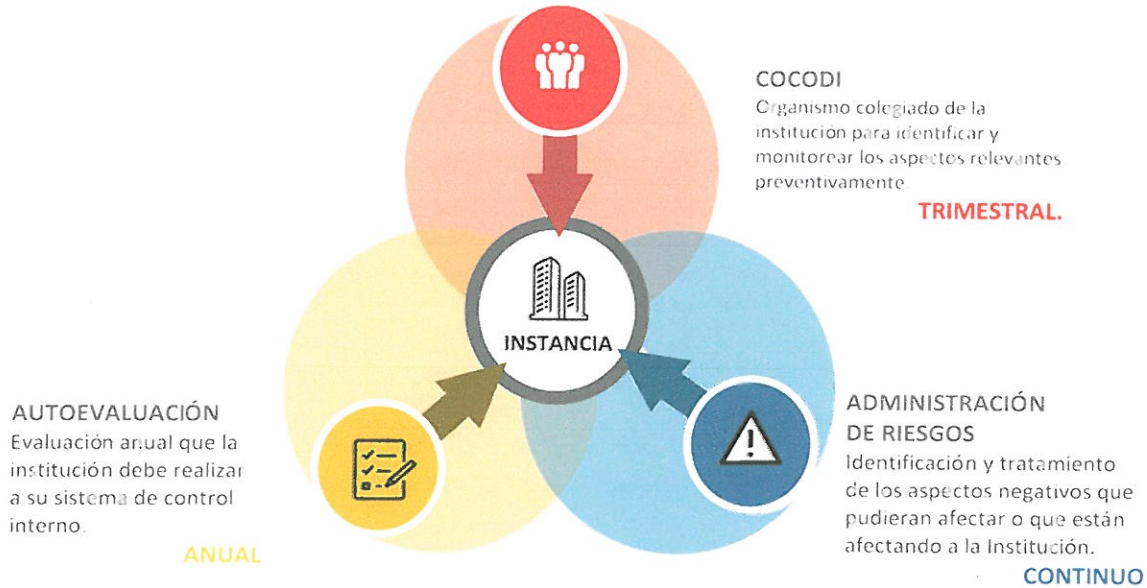 COCODI
Organismo colegiado de la
institución para identificar y
monitorear los aspectos relevantes
preventivamente.
TRIMESTRAL.
INSTANCIA
AUTOEVALUACIÓN
Evaluación anual que la
institución debe realizar
a su sistema de control
interno.
ANUAL
ADMINISTRACIÓN
DE RIESGOS
Identificación y tratamiento
de los aspectos negativos que
pudieran afectar o que están
afectando a la Institución.
CONTINUO